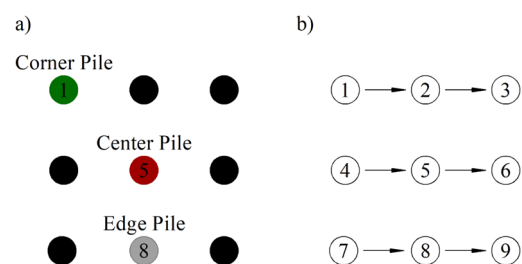 a)
Corner Pile
1
Center Pile
5
Edge Pile
8
b)
1 2 3
4 5 6
7 8 9